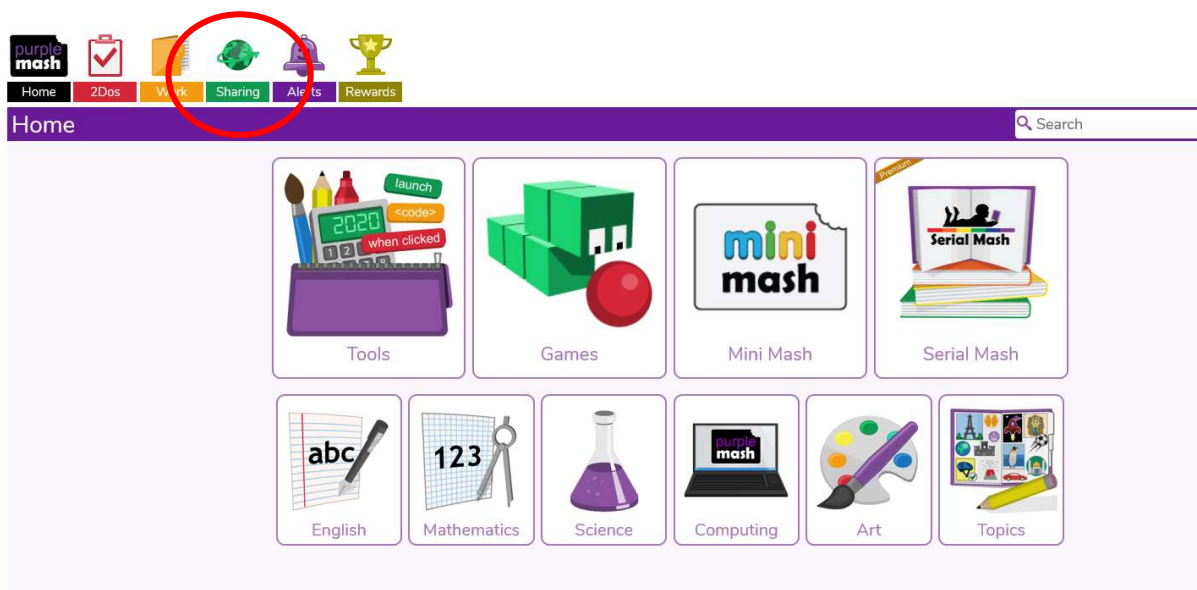 purple
mash
Home 2Dos Work Sharing Alerts Rewards
Home
Search
launch
<code>
2020
when clicked
Tools
Games
mini
mash
Mini Mash
Premium
Serial Mash
Serial Mash
abc
English
123
Mathematics
Science
purple
mash
Computing
Art
Topics